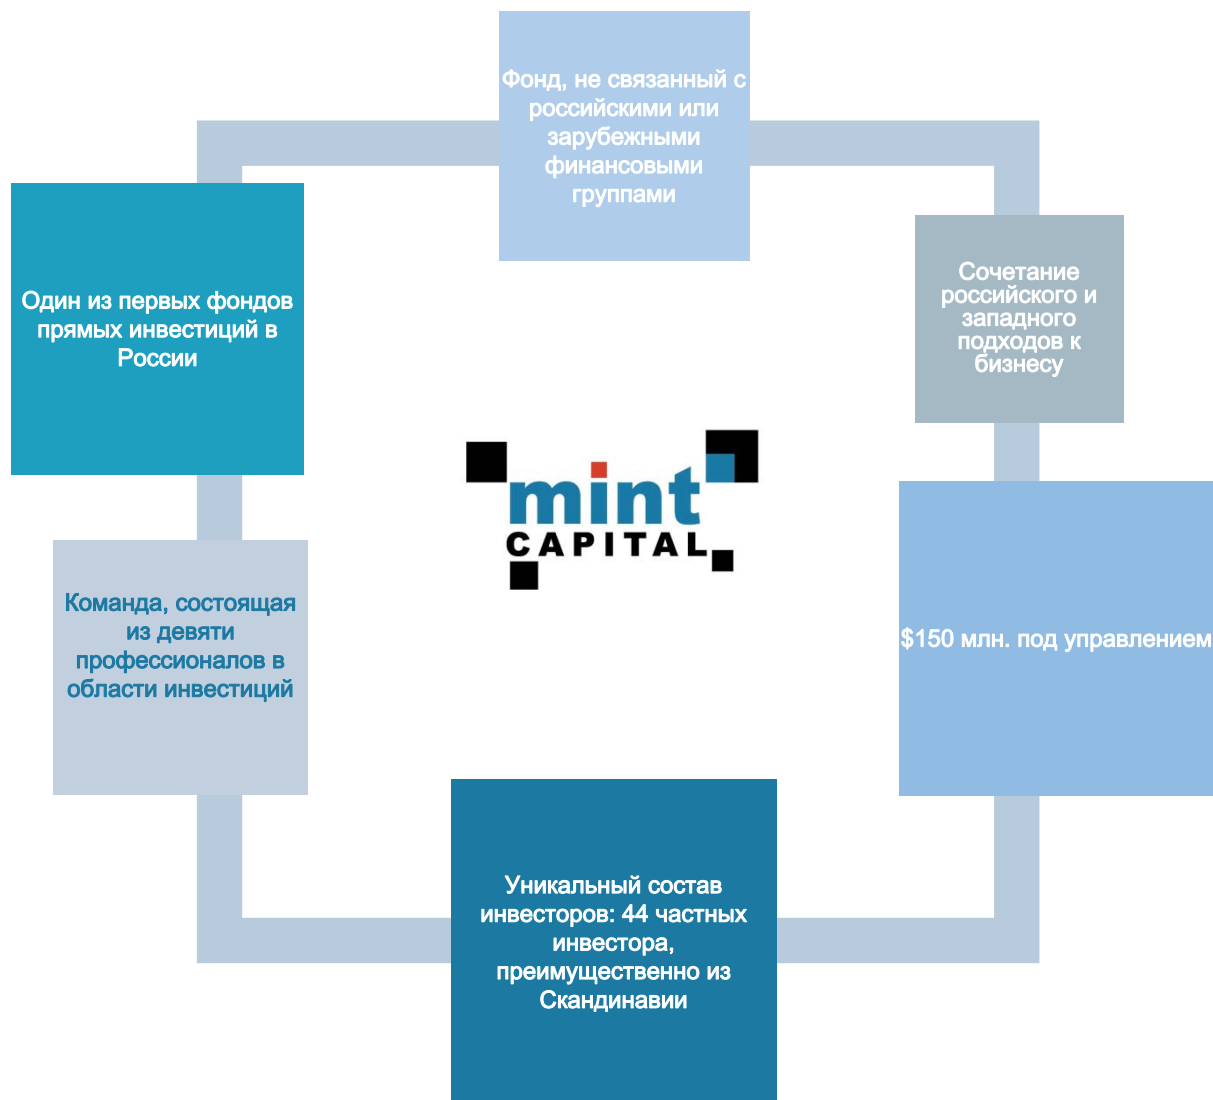 Фонд, не связанный с
российскими или
зарубежными
финансовыми
группами
Один из первых фондов
прямых инвестиций в
России
Сочетание
российского и
западного
подходов к
бизнесу
mint
CAPITAL
Команда, состоящая
из девяти
профессионалов в
области инвестиций
$150 млн. под управлением
Уникальный состав
инвесторов: 44 частных
инвестора,
преимущественно из
Скандинавии